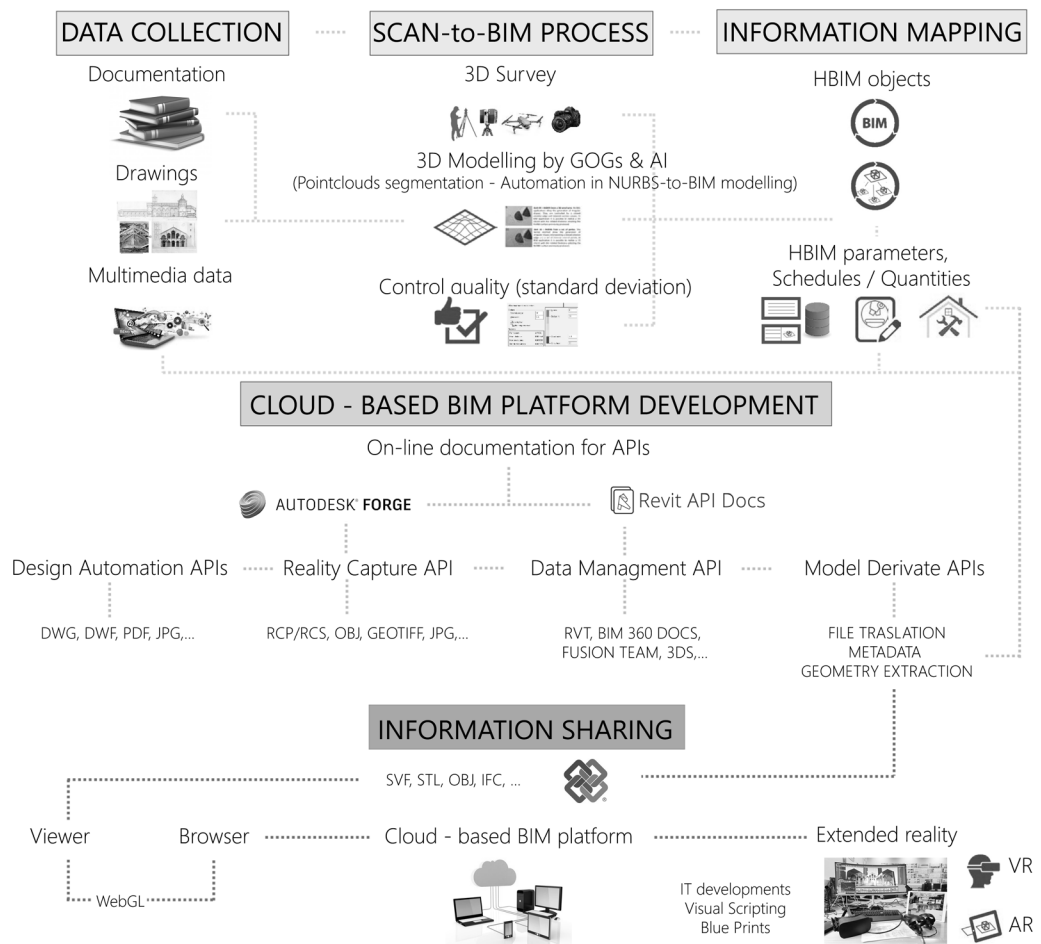 DATA COLLECTION
SCAN-to-BIM PROCESS
INFORMATION MAPPING
Documentation
Drawings
Multimedia data
3D Survey
3D Modelling by GOGs & AI
(Pointclouds segmentation - Automation in NURBS-to-BIM modelling)
Control quality (standard deviation)
HBIM objects
BIM
HBIM parameters,
Schedules / Quantities
CLOUD - BASED BIM PLATFORM DEVELOPMENT
On-line documentation for APIs
AUTODESK® FORGE
Revit API Docs
Design Automation APIs
Reality Capture API
Data Managment API
Model Derivate APIs
DWG, DWF, PDF, JPG,...
RCP/RCS, OBJ, GEOTIFF, JPG,...
RVT, BIM 360 DOCS,
FUSION TEAM, 3DS,...
FILE TRASLATION
METADATA
GEOMETRY EXTRACTION
INFORMATION SHARING
SVF, STL, OBJ, IFC, ...
®
Viewer
Browser
Cloud - based BIM platform
Extended reality
WebGL
IT developments
Visual Scripting
Blue Prints
VR
AR